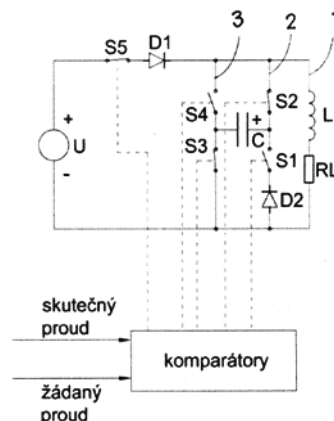 3
2
1
S5
D1
S4
S2
+
+
C
L
U
S3
S1
-
D2
RL
skutečný
proud
komparátory
žádaný
proud